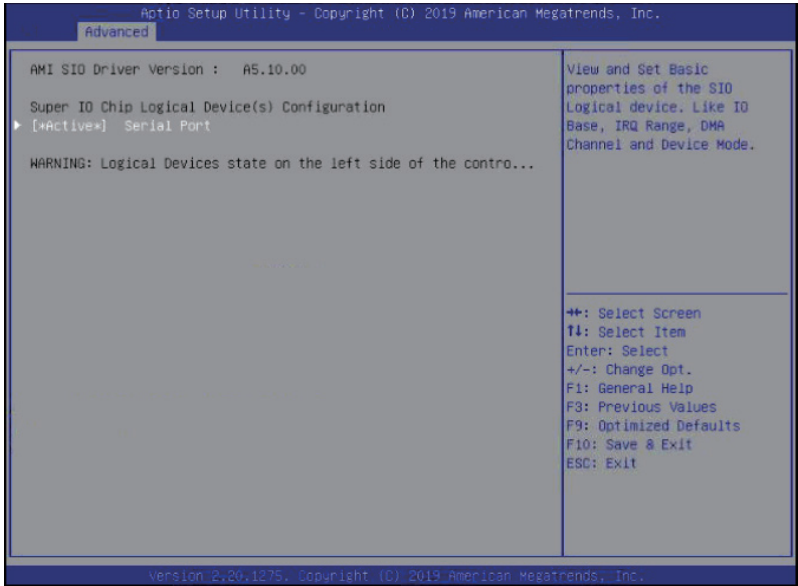 Aptio Setup Utility - Copyright (C) 2019 American Megatrends, Inc.
Advanced
AMI SIO Driver Version : A5.10.00
Super IO Chip Logical Device(s) Configuration
[*Active*] Serial Port
WARNING: Logical Devices state on the left side of the contro...
View and Set Basic
properties of the SIO
Logical device. Like IO
Base, IRQ Range, DMA
Channel and Device Mode.
→←: Select Screen
↑↓: Select Item
Enter: Select
+/-: Change Opt.
F1: General Help
F3: Previous Values
F9: Optimized Defaults
F10: Save & Exit
ESC: Exit
Version 2.20.1275. Copyright (C) 2019 American Megatrends, Inc.